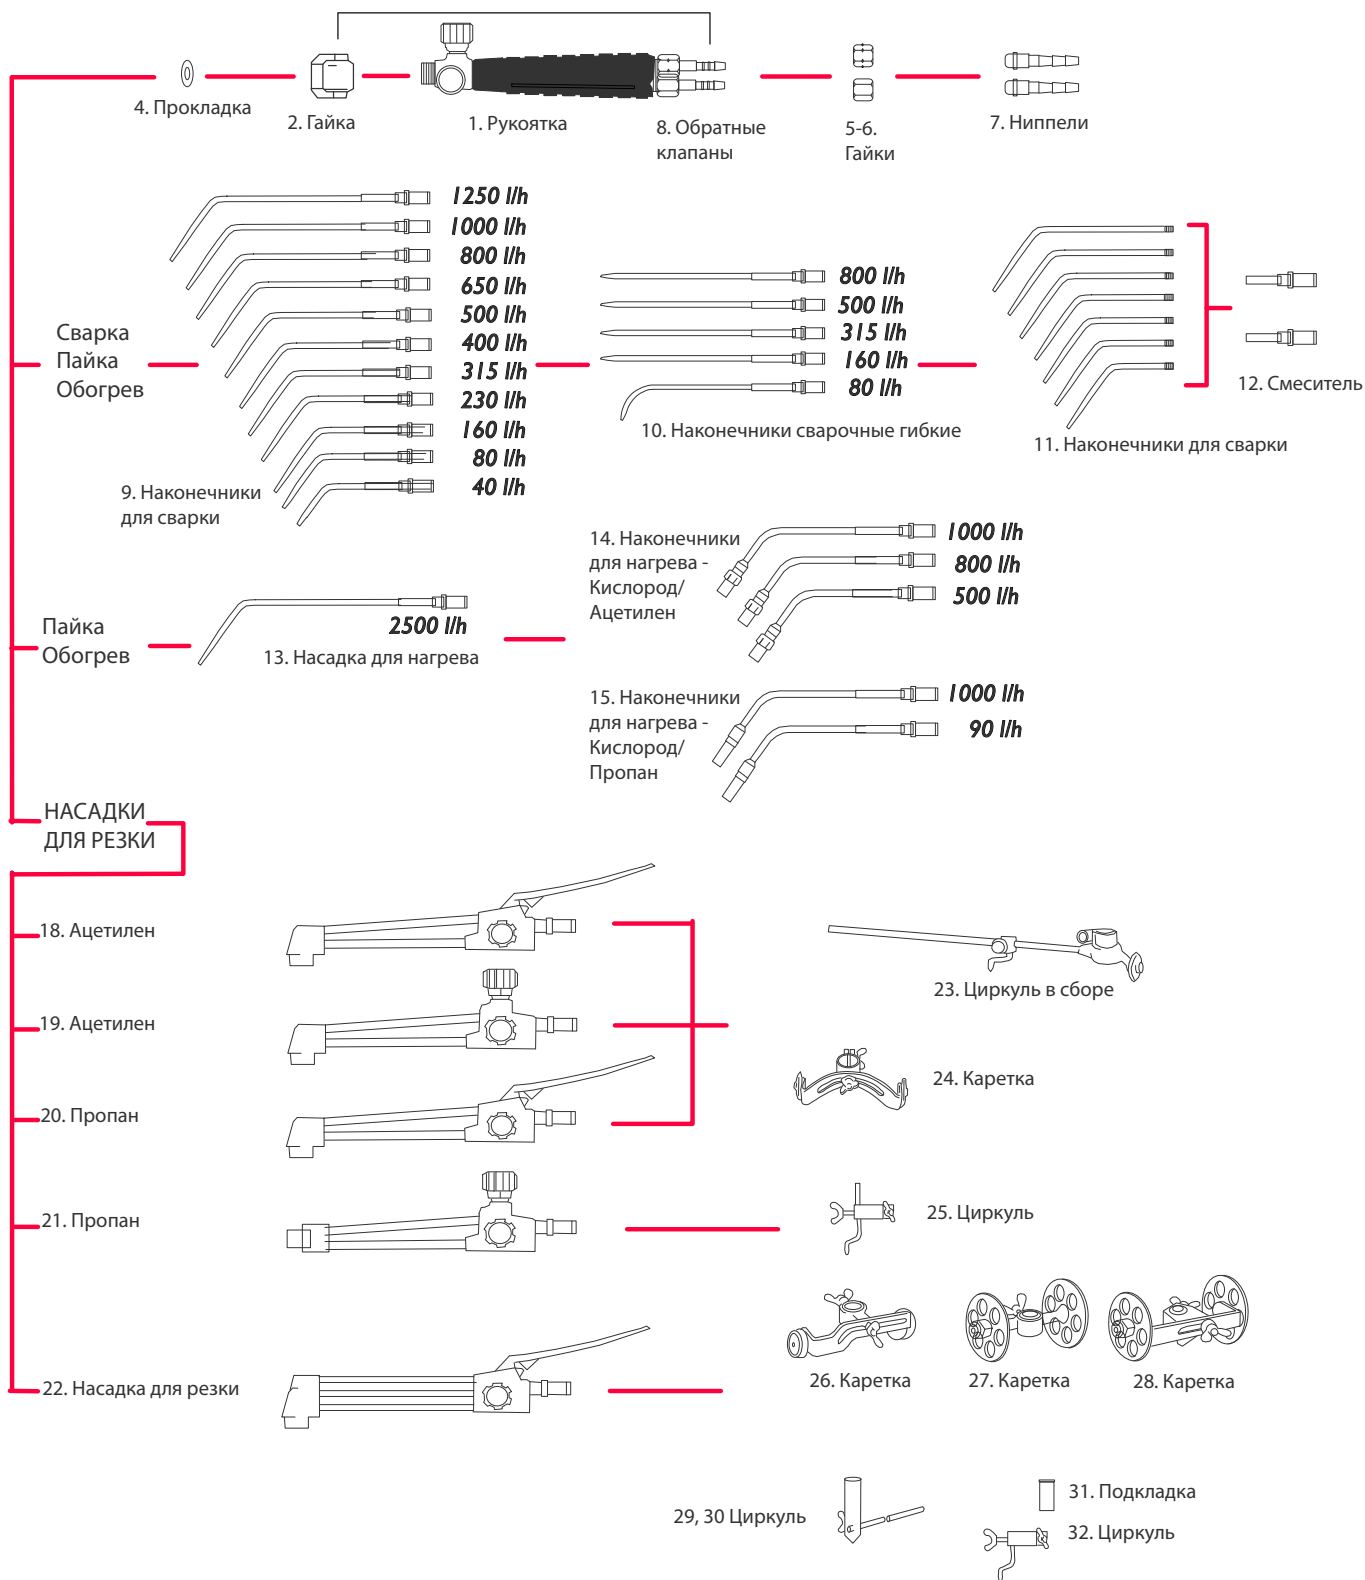 4. Прокладка
2. Гайка
1. Рукоятка
8. Обратные
клапаны
5-6.
Гайки
7. Ниппели
Сварка
Пайка
Обогрев
1250 l/h
1000 l/h
800 l/h
650 l/h
500 l/h
400 l/h
315 l/h
230 l/h
160 l/h
80 l/h
40 l/h
9. Наконечники
для сварки
800 l/h
500 l/h
315 l/h
160 l/h
80 l/h
10. Наконечники сварочные гибкие
11. Наконечники для сварки
12. Смеситель
Пайка
Обогрев
2500 l/h
13. Насадка для нагрева
14. Наконечники
для нагрева -
Кислород/
Ацетилен
1000 l/h
800 l/h
500 l/h
15. Наконечники
для нагрева -
Кислород/
Пропан
1000 l/h
90 l/h
НАСАДКИ
ДЛЯ РЕЗКИ
18. Ацетилен
19. Ацетилен
20. Пропан
21. Пропан
22. Насадка для резки
23. Циркуль в сборе
24. Каретка
25. Циркуль
26. Каретка
27. Каретка
28. Каретка
29, 30 Циркуль
31. Подкладка
32. Циркуль